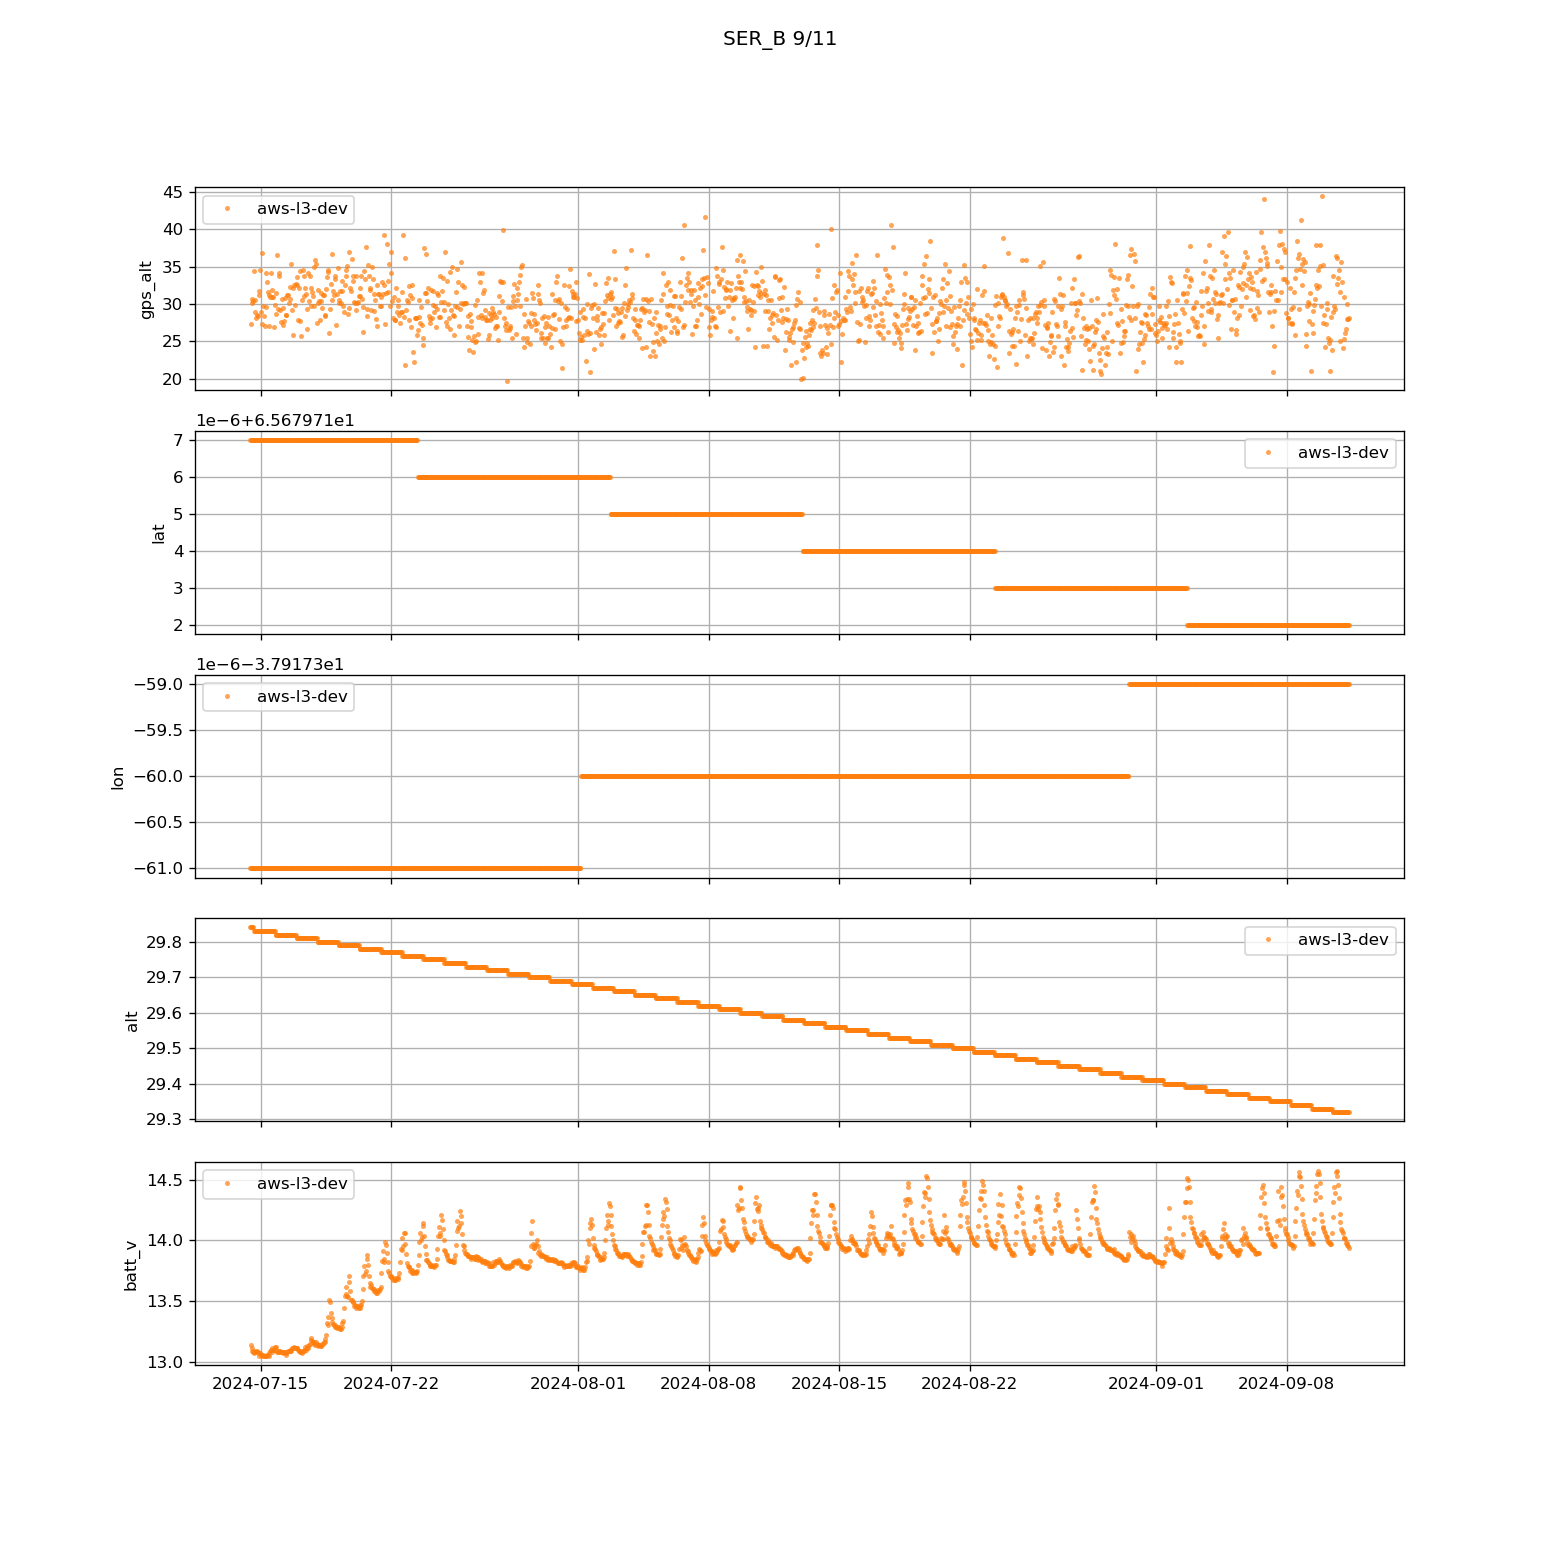 SER_B 9/11
45
40
35
30
25
20
gps_alt
aws-l3-dev
1e−6+6.567971e1
7
6
5
4
3
2
lat
aws-l3-dev
1e−6−3.79173e1
−59.0
−59.5
−60.0
−60.5
−61.0
lon
aws-l3-dev
29.8
29.7
29.6
29.5
29.4
29.3
alt
aws-l3-dev
14.5
14.0
13.5
13.0
batt_v
aws-l3-dev
2024-07-15 2024-07-22 2024-08-01 2024-08-08 2024-08-15 2024-08-22 2024-09-01 2024-09-08